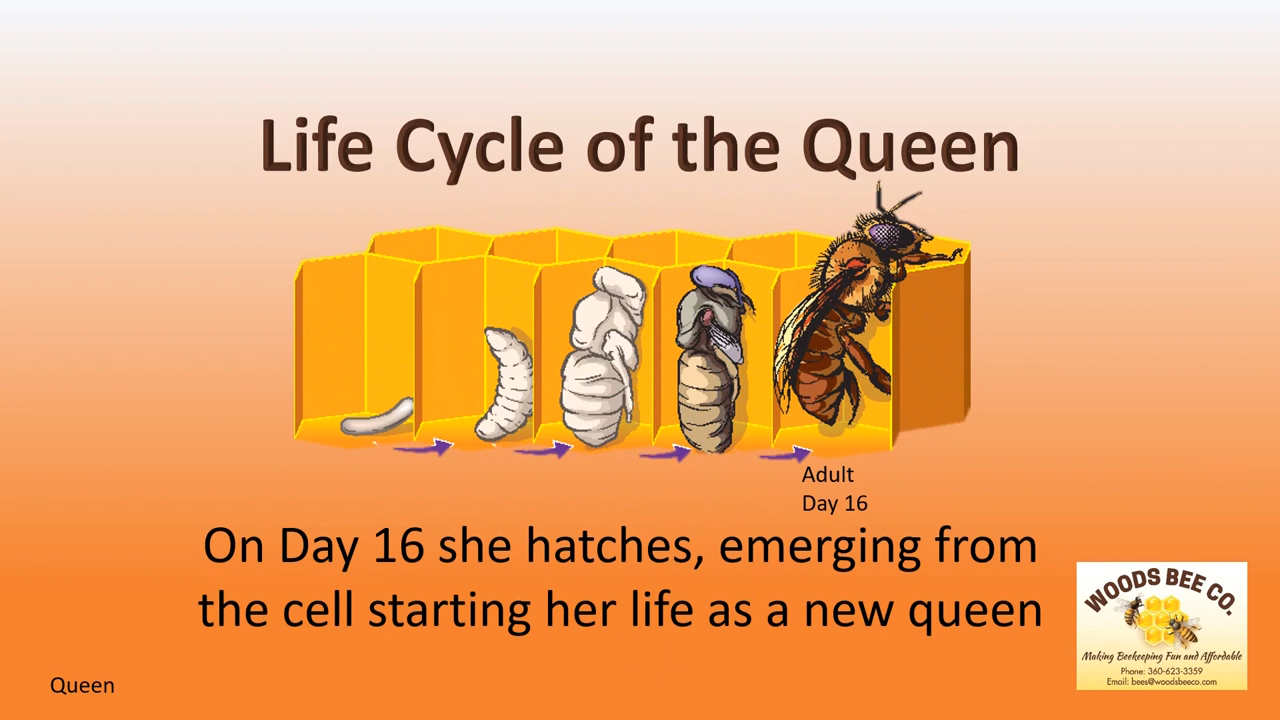 Life Cycle of the Queen
Adult
Day 16
On Day 16 she hatches, emerging from
the cell starting her life as a new queen
WOODS BEE CO.
Making Beekeeping Fun and Affordable
Phone: 360-623-3359
Email: bees@woodsbeeco.com
Queen